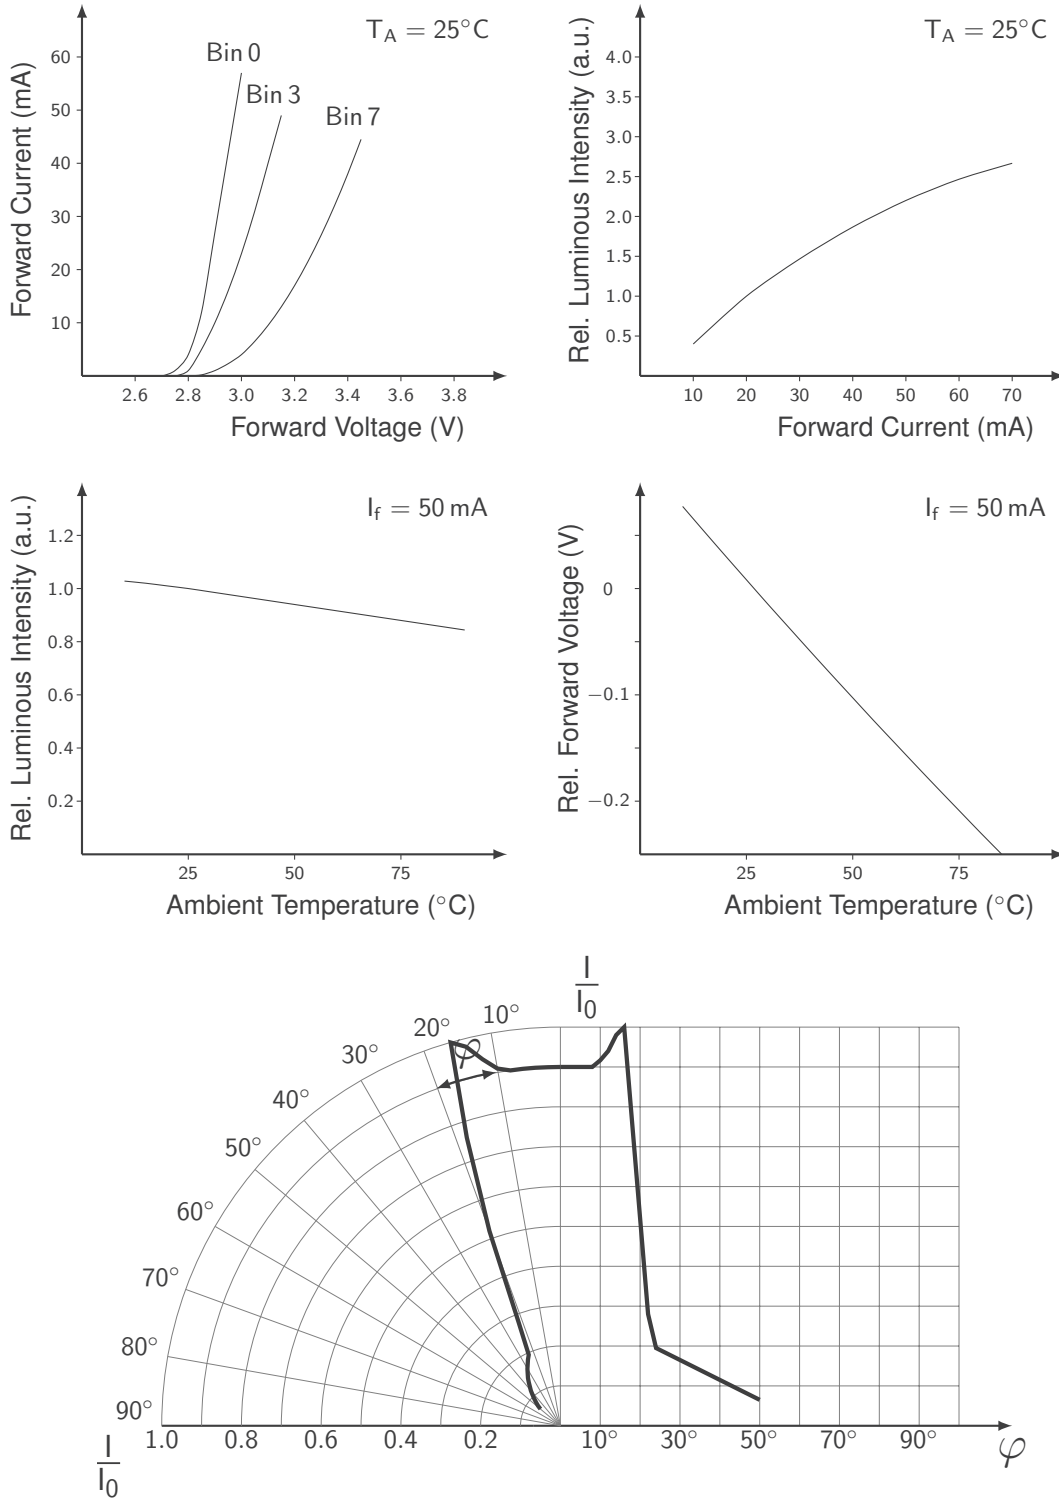 T_A = 25°C
Bin 0
Bin 3
Bin 7
Forward Current (mA)
60
50
40
30
20
10
2.6 2.8 3.0 3.2 3.4 3.6 3.8
Forward Voltage (V)
T_A = 25°C
Rel. Luminous Intensity (a.u.)
4.0
3.5
3.0
2.5
2.0
1.5
1.0
0.5
10 20 30 40 50 60 70
Forward Current (mA)
I_f = 50 mA
Rel. Luminous Intensity (a.u.)
1.2
1.0
0.8
0.6
0.4
0.2
25 50 75
Ambient Temperature (°C)
I_f = 50 mA
Rel. Forward Voltage (V)
0
−0.1
−0.2
25 50 75
Ambient Temperature (°C)
I
I_0
10°
20°
30°
40°
50°
60°
70°
80°
90°
φ
1.0 0.8 0.6 0.4 0.2 10° 30° 50° 70° 90° φ
I
I_0